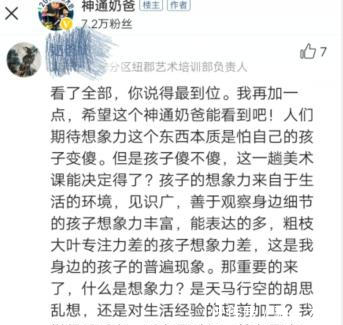 神通奶爸 楼主 作者
7.2万粉丝
分区纽郡艺术培训部负责人
7
看了全部，你说得最到位。我再加一
点，希望这个神通奶爸能看到吧！人们
期待想象力这个东西本质是怕自己的孩
子变傻。但是孩子傻不傻，这一趟美术
课能决定得了？孩子的想象力来自于生
活的环境，见识广，善于观察身边细节
的孩子想象力丰富，能表达的多，粗枝
大叶专注力差的孩子想象力差，这是我
身边的孩子的普遍现象。那重要的来
了，什么是想象力？是天马行空的胡思
乱想，还是对生活经验的提前加工？我